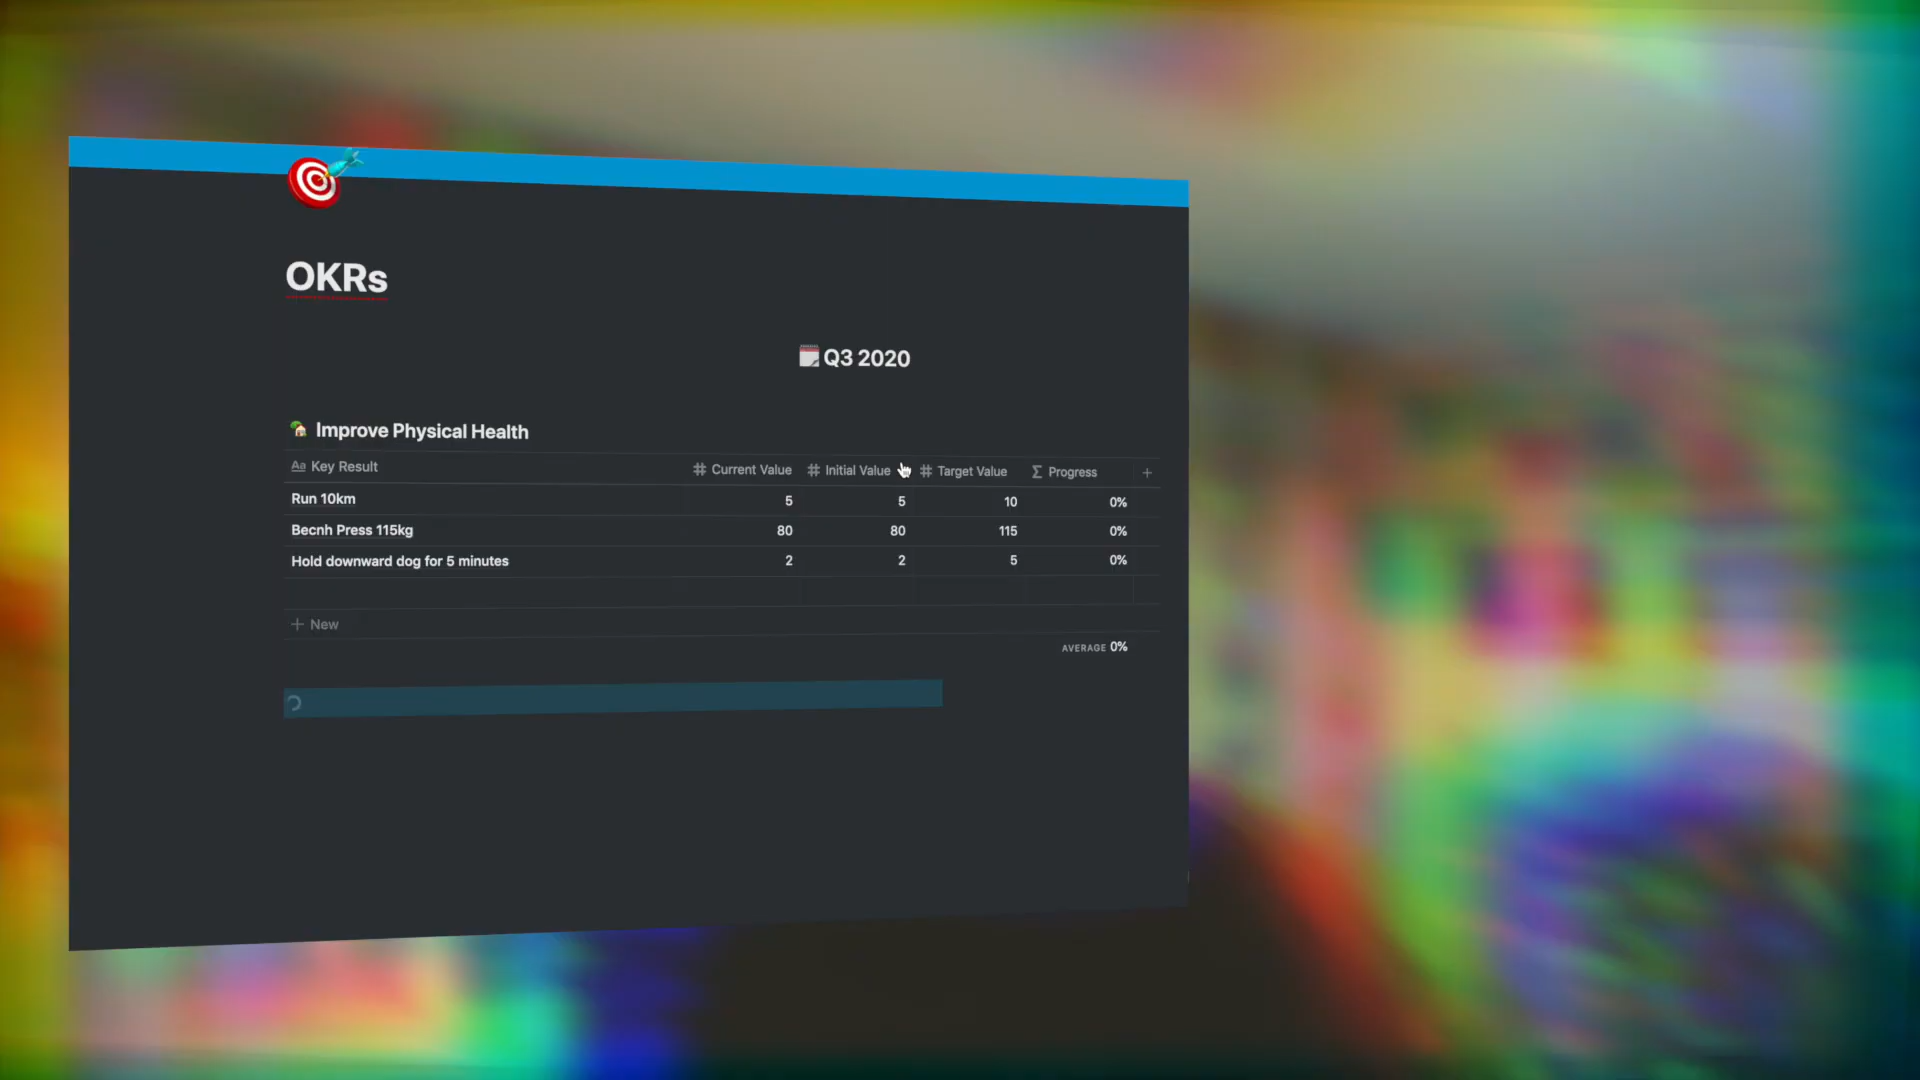 OKRs
Q3 2020
Improve Physical Health
Aa Key Result # Current Value # Initial Value # Target Value Σ Progress +
Run 10km 5 5 10 0%
Becnh Press 115kg 80 80 115 0%
Hold downward dog for 5 minutes 2 2 5 0%
+ New
AVERAGE 0%